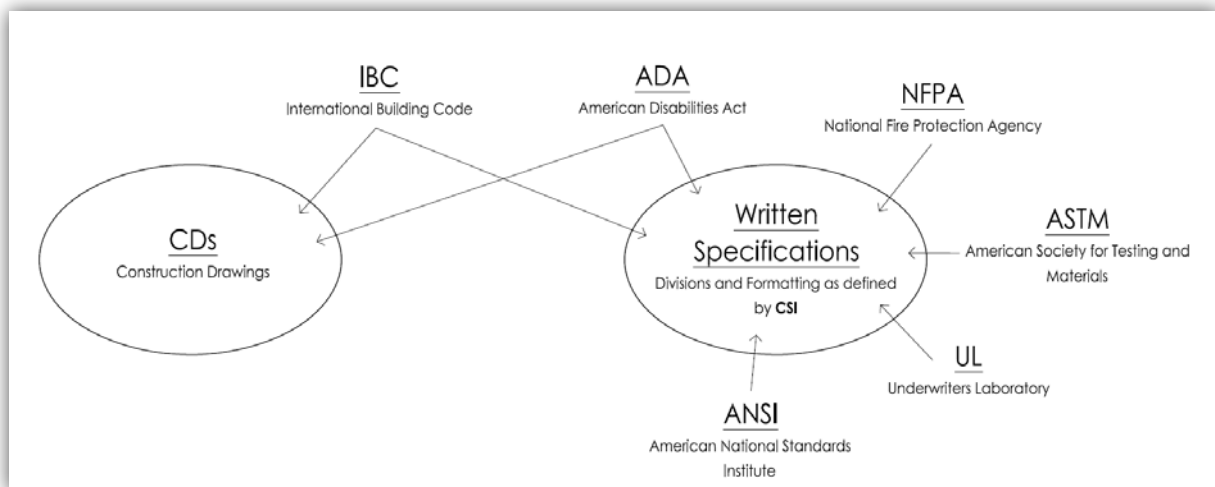 IBC
International Building Code
ADA
American Disabilities Act
NFPA
National Fire Protection Agency
CDs
Construction Drawings
Written
Specifications
Divisions and Formatting as defined
by CSI
ASTM
American Society for Testing and
Materials
UL
Underwriters Laboratory
ANSI
American National Standards
Institute